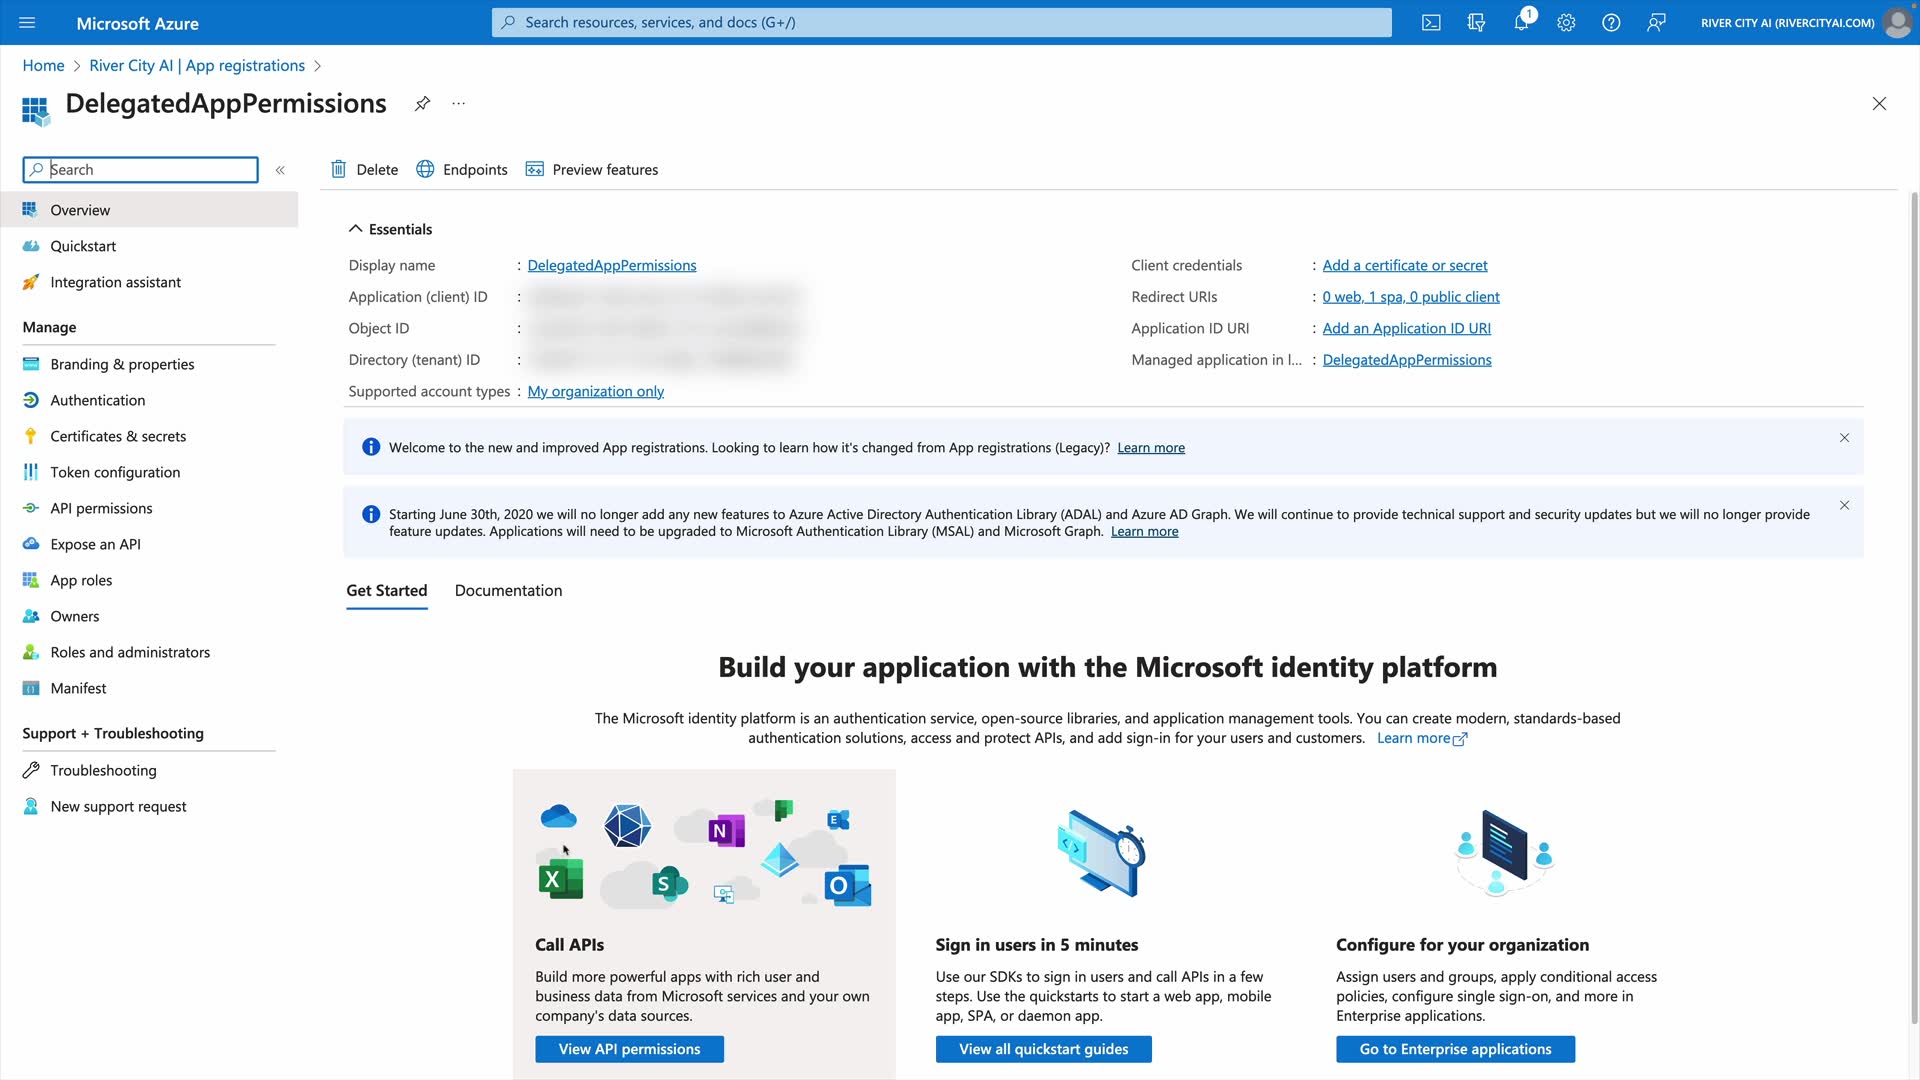 Microsoft Azure
Search resources, services, and docs (G+/)
1
RIVER CITY AI (RIVERCITYAI.COM)
Home > River City AI | App registrations >
DelegatedAppPermissions
Search
Delete
Endpoints
Preview features
Overview
Quickstart
Integration assistant
Manage
Branding & properties
Authentication
Certificates & secrets
Token configuration
API permissions
Expose an API
App roles
Owners
Roles and administrators
Manifest
Support + Troubleshooting
Troubleshooting
New support request
Essentials
Display name : DelegatedAppPermissions
Application (client) ID :
Object ID :
Directory (tenant) ID :
Supported account types : My organization only
Client credentials : Add a certificate or secret
Redirect URIs : 0 web, 1 spa, 0 public client
Application ID URI : Add an Application ID URI
Managed application in l... : DelegatedAppPermissions
Welcome to the new and improved App registrations. Looking to learn how it's changed from App registrations (Legacy)? Learn more
Starting June 30th, 2020 we will no longer add any new features to Azure Active Directory Authentication Library (ADAL) and Azure AD Graph. We will continue to provide technical support and security updates but we will no longer provide
feature updates. Applications will need to be upgraded to Microsoft Authentication Library (MSAL) and Microsoft Graph. Learn more
Get Started
Documentation
Build your application with the Microsoft identity platform
The Microsoft identity platform is an authentication service, open-source libraries, and application management tools. You can create modern, standards-based
authentication solutions, access and protect APIs, and add sign-in for your users and customers. Learn more
N
E
X
S
O
Call APIs
Build more powerful apps with rich user and
business data from Microsoft services and your own
company's data sources.
View API permissions
Sign in users in 5 minutes
Use our SDKs to sign in users and call APIs in a few
steps. Use the quickstarts to start a web app, mobile
app, SPA, or daemon app.
View all quickstart guides
Configure for your organization
Assign users and groups, apply conditional access
policies, configure single sign-on, and more in
Enterprise applications.
Go to Enterprise applications